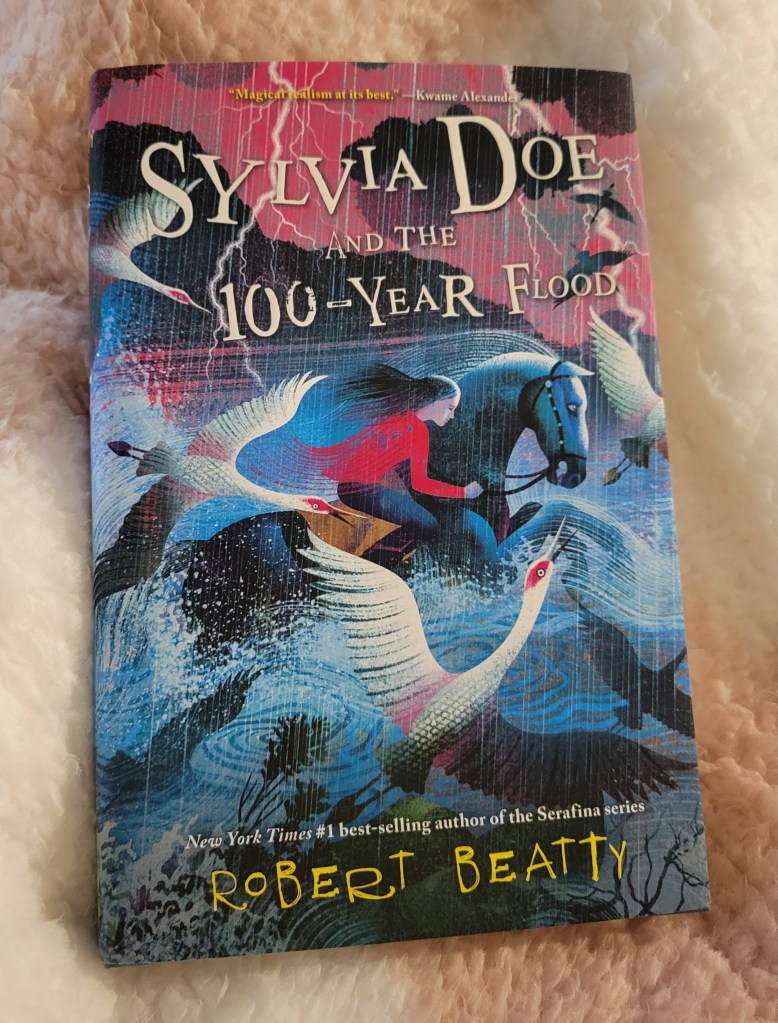 "Magical realism at its best." —Kwame Alexander
SYLVIA DOE
AND THE
100-YEAR FLOOD
New York Times #1 best-selling author of the Serafina series
ROBERT BEATTY